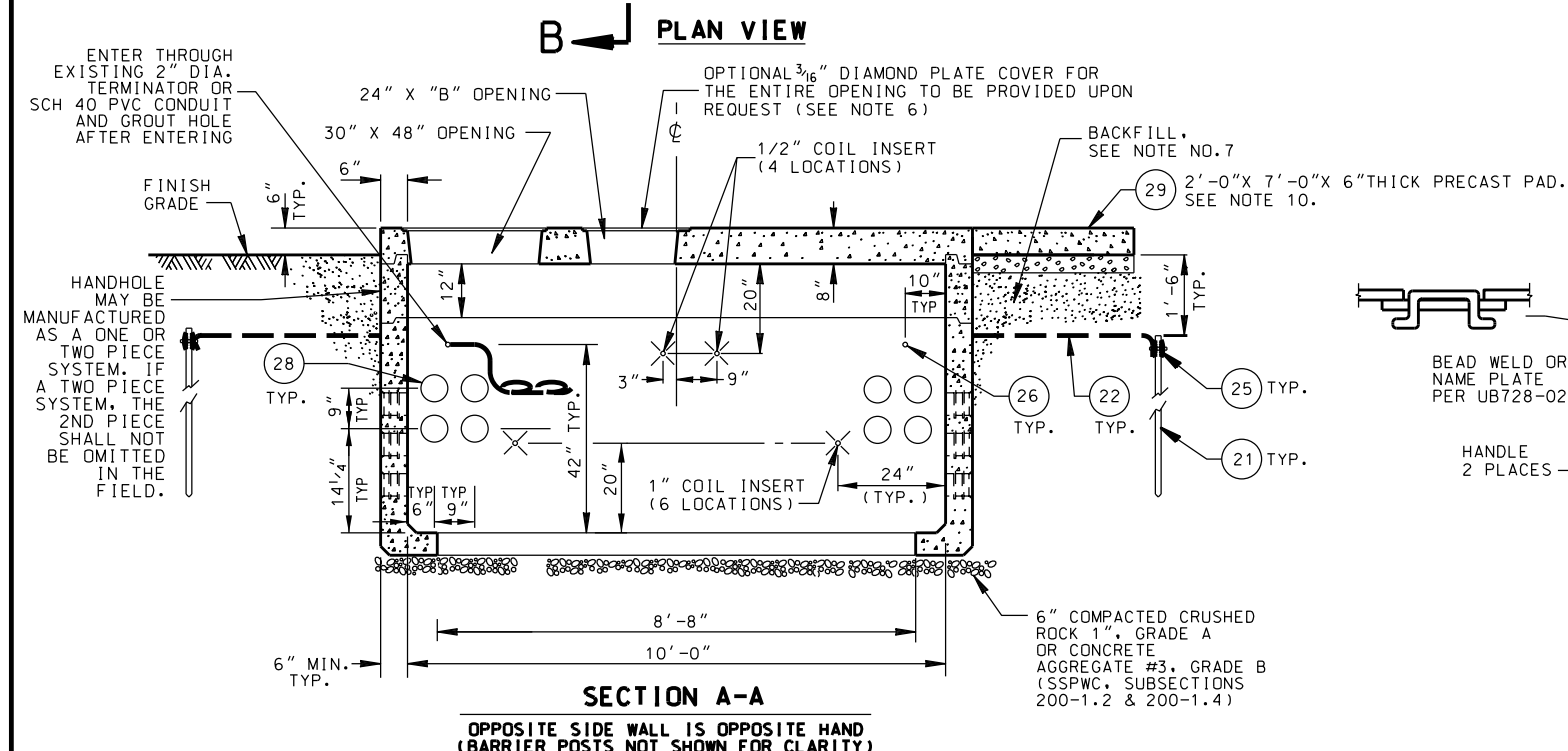 B
PLAN VIEW
ENTER THROUGH
EXISTING 2" DIA.
TERMINATOR OR
SCH 40 PVC CONDUIT
AND GROUT HOLE
AFTER ENTERING
24" X "B" OPENING
30" X 48" OPENING
OPTIONAL 3/16" DIAMOND PLATE COVER FOR
THE ENTIRE OPENING TO BE PROVIDED UPON
REQUEST (SEE NOTE 6)
1/2" COIL INSERT
(4 LOCATIONS)
BACKFILL,
SEE NOTE NO.7
29
2'-0"X 7'-0"X 6"THICK PRECAST PAD.
SEE NOTE 10.
FINISH
GRADE
6"
TYP.
6"
HANDHOLE
MAY BE
MANUFACTURED
AS A ONE OR
TWO PIECE
SYSTEM. IF
A TWO PIECE
SYSTEM, THE
2ND PIECE
SHALL NOT
BE OMITTED
IN THE
FIELD.
12"
20"
8"
10"
TYP.
1'-6"
TYP
28
TYP.
9"
TYP
14 1/4"
TYP
TYP
6"
TYP
9"
42" TYP.
20"
3"
9"
1" COIL INSERT
(6 LOCATIONS)
24"
(TYP.)
26
TYP.
22
TYP.
25 TYP.
21 TYP.
BEAD WELD OR
NAME PLATE
PER UB728-02
HANDLE
2 PLACES
8'-8"
10'-0"
6" MIN.
TYP.
6" COMPACTED CRUSHED
ROCK 1", GRADE A
OR CONCRETE
AGGREGATE #3, GRADE B
(SSPWC, SUBSECTIONS
200-1.2 & 200-1.4)
SECTION A-A
OPPOSITE SIDE WALL IS OPPOSITE HAND
(BARRIER POSTS NOT SHOWN FOR CLARITY)